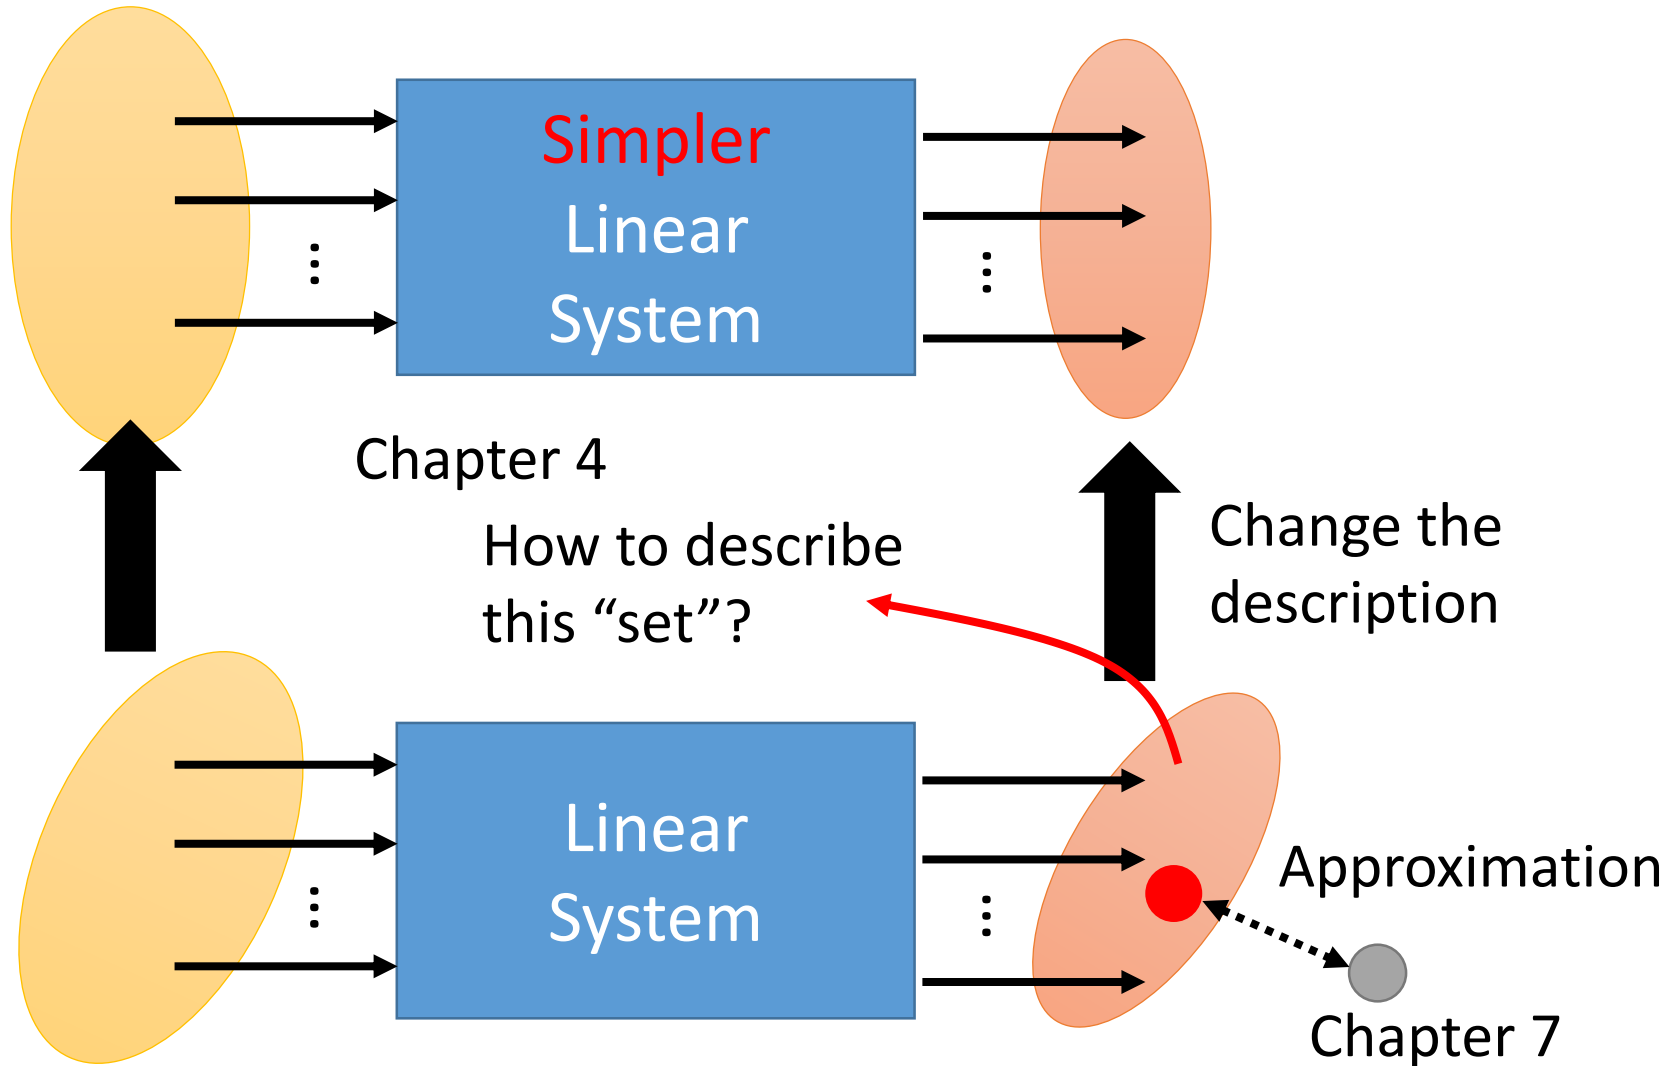 Simpler
Linear
System
Chapter 4
How to describe
this “set”?
Change the
description
Linear
System
Approximation
Chapter 7